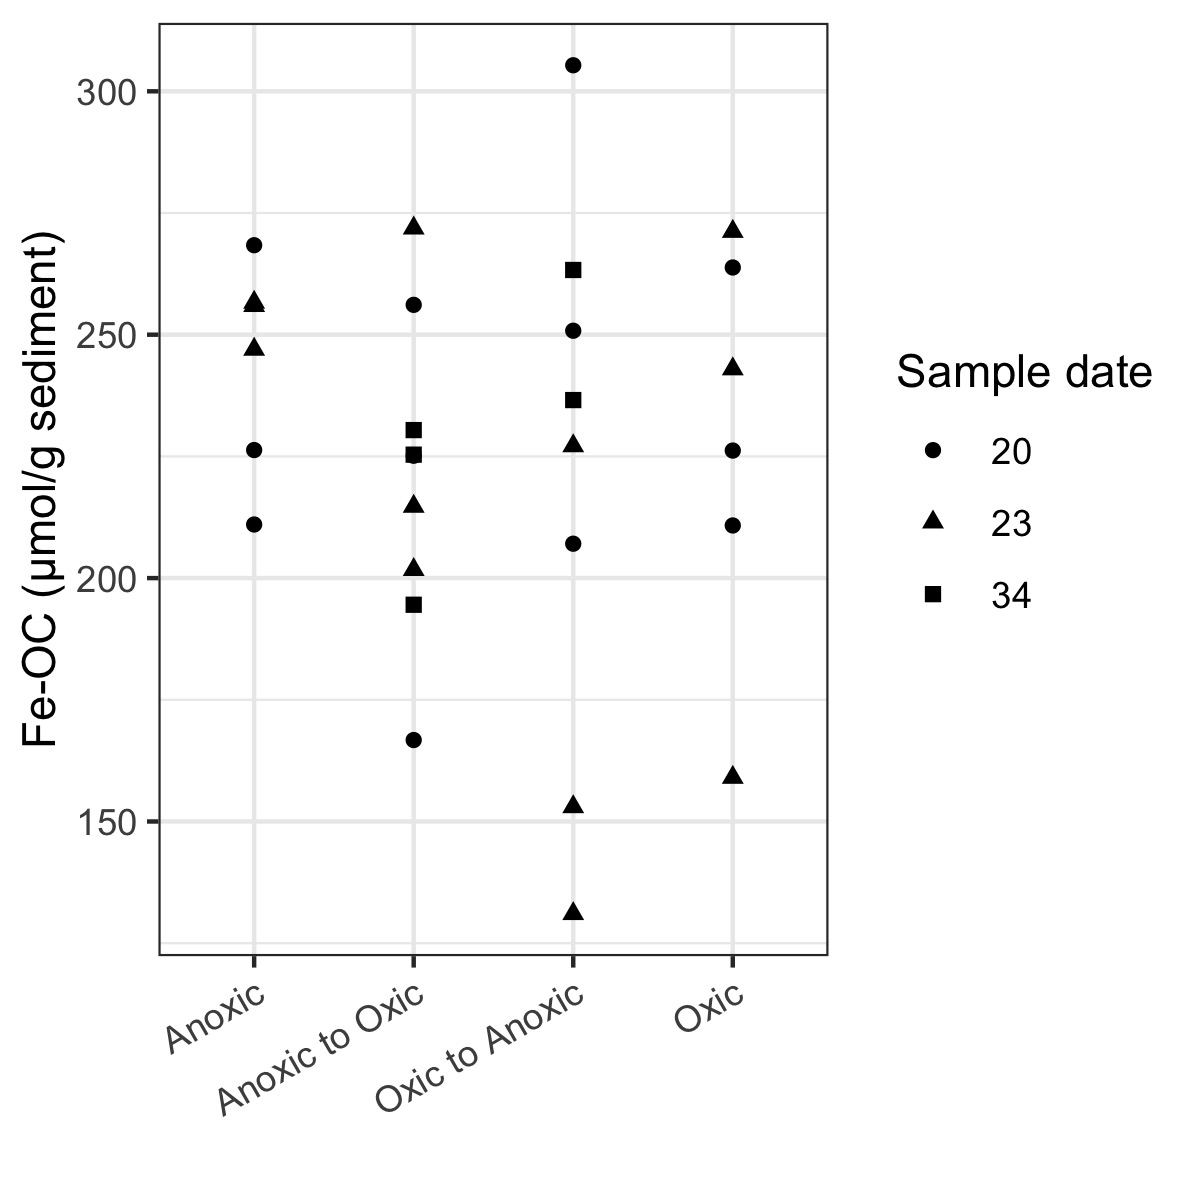 Fe-OC (μmol/g sediment)
300
250
200
150
Anoxic
Anoxic to Oxic
Oxic to Anoxic
Oxic
Sample date
20
23
34